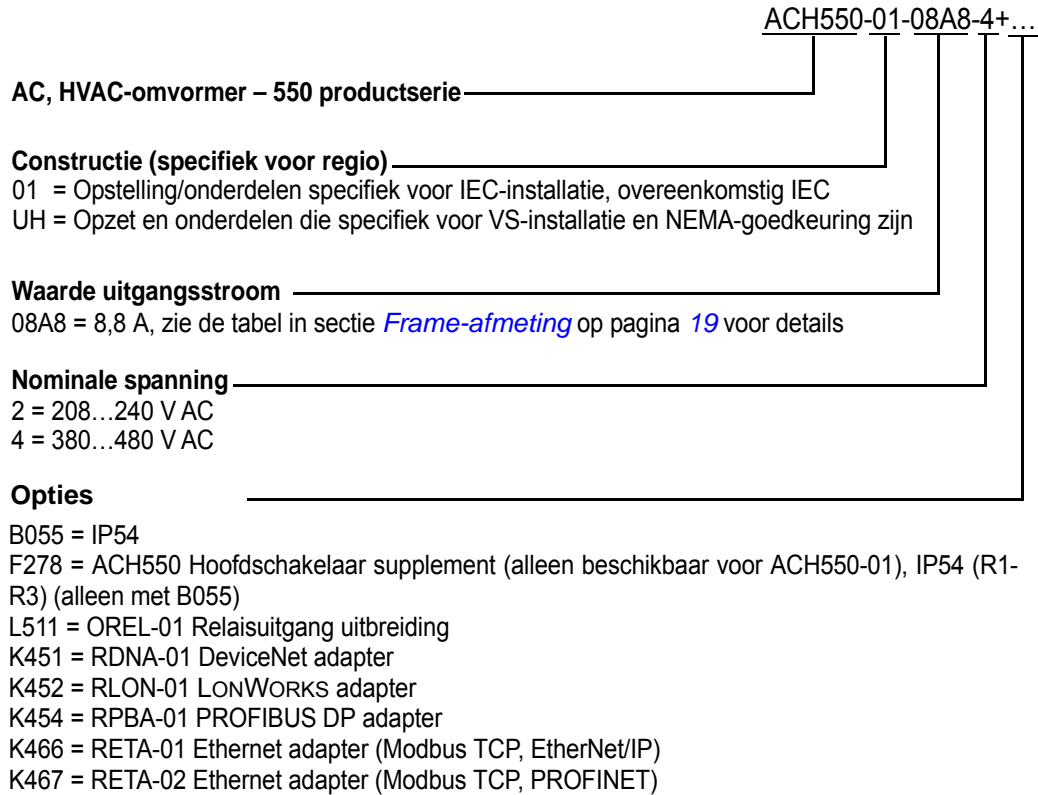 ACH550-01-08A8-4+…
AC, HVAC-omvormer – 550 productserie
Constructie (specifiek voor regio)
01 = Opstelling/onderdelen specifiek voor IEC-installatie, overeenkomstig IEC
UH = Opzet en onderdelen die specifiek voor VS-installatie en NEMA-goedkeuring zijn
Waarde uitgangsstroom
08A8 = 8,8 A, zie de tabel in sectie Frame-afmeting op pagina 19 voor details
Nominale spanning
2 = 208…240 V AC
4 = 380…480 V AC
Opties
B055 = IP54
F278 = ACH550 Hoofdschakelaar supplement (alleen beschikbaar voor ACH550-01), IP54 (R1-
R3) (alleen met B055)
L511 = OREL-01 Relaisuitgang uitbreiding
K451 = RDNA-01 DeviceNet adapter
K452 = RLON-01 LONWORKS adapter
K454 = RPBA-01 PROFIBUS DP adapter
K466 = RETA-01 Ethernet adapter (Modbus TCP, EtherNet/IP)
K467 = RETA-02 Ethernet adapter (Modbus TCP, PROFINET)